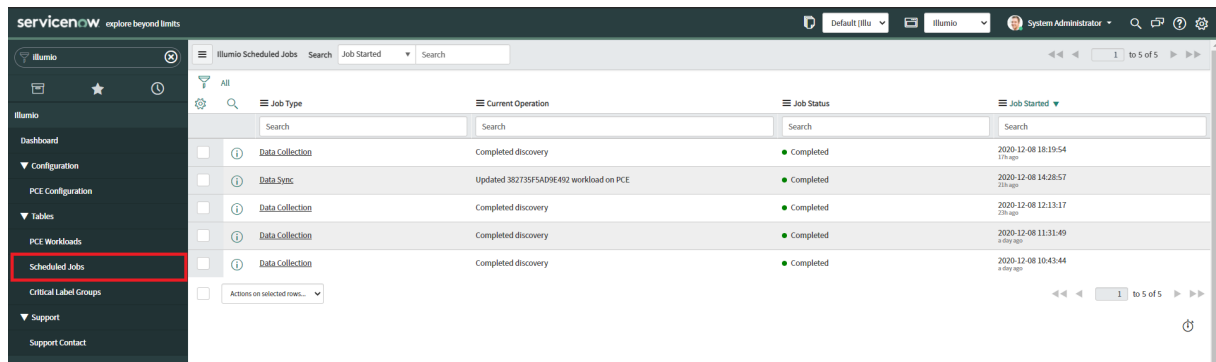 servicenow explore beyond limits
Default [Illu
Illumio
System Administrator
illumio
Illumio
Dashboard
Configuration
PCE Configuration
Tables
PCE Workloads
Scheduled Jobs
Critical Label Groups
Support
Support Contact
Illumio Scheduled Jobs Search Job Started Search
1 to 5 of 5
All
Job Type Current Operation Job Status Job Started
Search Search Search Search
Data Collection Completed discovery Completed 2020-12-08 18:19:54
17h ago
Data Sync Updated 382735F5AD9E492 workload on PCE Completed 2020-12-08 14:28:57
21h ago
Data Collection Completed discovery Completed 2020-12-08 12:13:17
23h ago
Data Collection Completed discovery Completed 2020-12-08 11:31:49
a day ago
Data Collection Completed discovery Completed 2020-12-08 10:43:44
a day ago
Actions on selected rows...
1 to 5 of 5